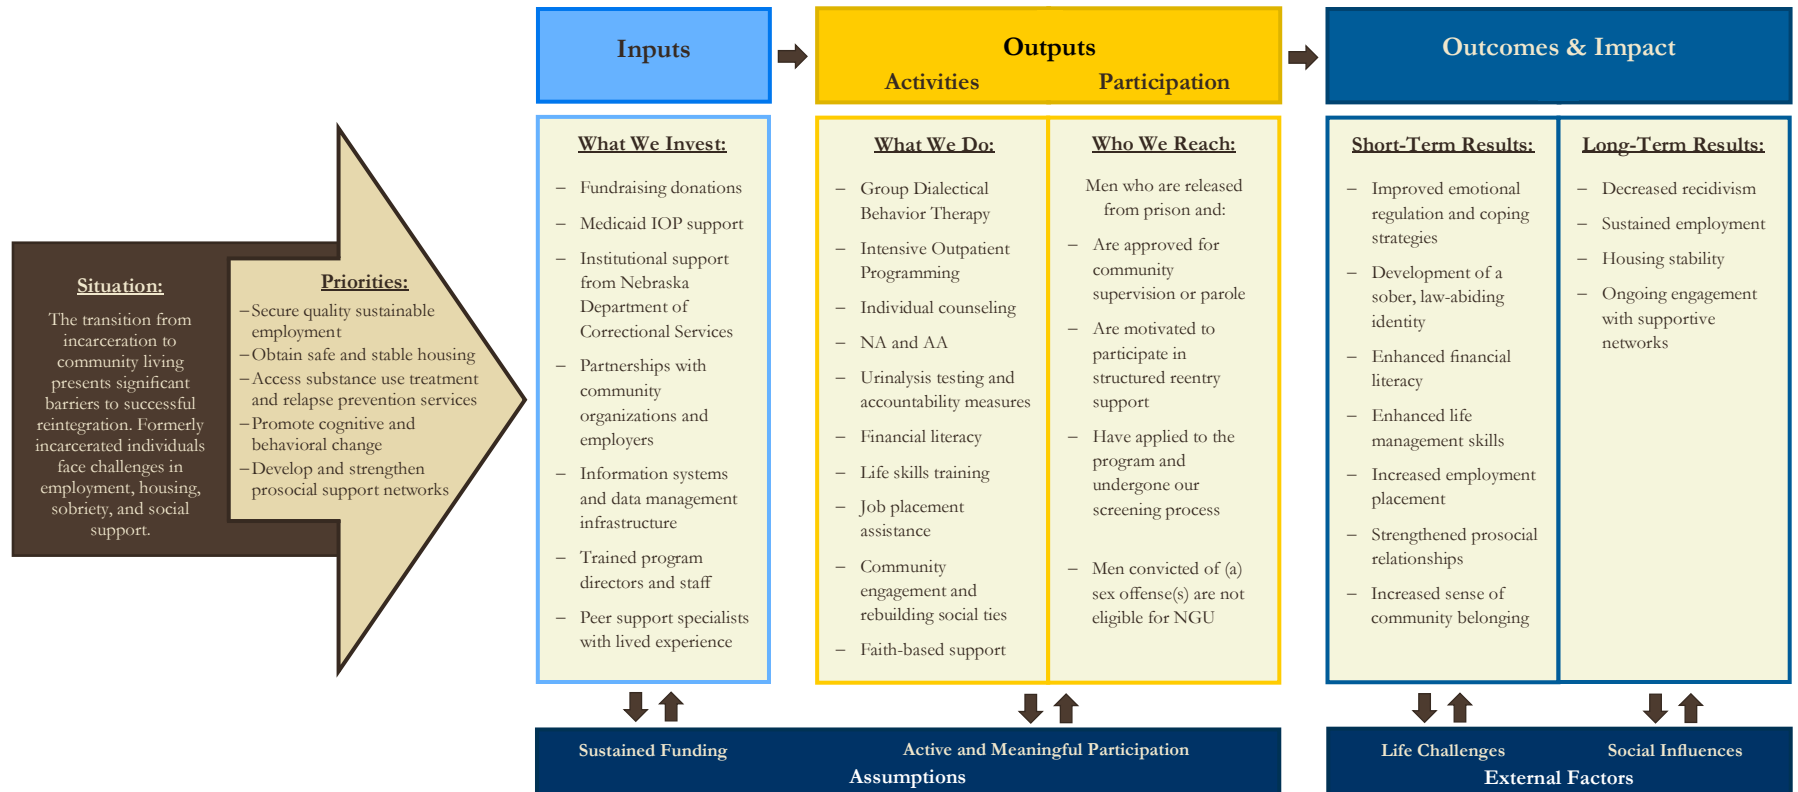 Situation:
The transition from
incarceration to
community living
presents significant
barriers to successful
reintegration. Formerly
incarcerated individuals
face challenges in
employment, housing,
sobriety, and social
support.
Priorities:
–Secure quality sustainable
employment
–Obtain safe and stable housing
–Access substance use treatment
and relapse prevention services
–Promote cognitive and
behavioral change
–Develop and strengthen
prosocial support networks
Inputs
What We Invest:
– Fundraising donations
– Medicaid IOP support
– Institutional support
from Nebraska
Department of
Correctional Services
– Partnerships with
community
organizations and
employers
– Information systems
and data management
infrastructure
– Trained program
directors and staff
– Peer support specialists
with lived experience
Outputs
Activities
Participation
What We Do:
– Group Dialectical
Behavior Therapy
– Intensive Outpatient
Programming
– Individual counseling
– NA and AA
– Urinalysis testing and
accountability measures
– Financial literacy
– Life skills training
– Job placement
assistance
– Community
engagement and
rebuilding social ties
– Faith-based support
Who We Reach:
Men who are released
from prison and:
– Are approved for
community
supervision or parole
– Are motivated to
participate in
structured reentry
support
– Have applied to the
program and
undergone our
screening process
– Men convicted of (a)
sex offense(s) are not
eligible for NGU
Outcomes & Impact
Short-Term Results:
– Improved emotional
regulation and coping
strategies
– Development of a
sober, law-abiding
identity
– Enhanced financial
literacy
– Enhanced life
management skills
– Increased employment
placement
– Strengthened prosocial
relationships
– Increased sense of
community belonging
Long-Term Results:
– Decreased recidivism
– Sustained employment
– Housing stability
– Ongoing engagement
with supportive
networks
Sustained Funding
Active and Meaningful Participation
Assumptions
Life Challenges
Social Influences
External Factors